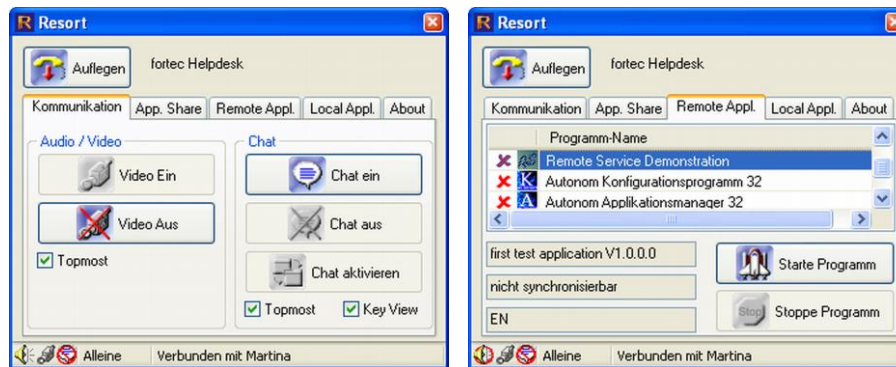 Resort
Auflegen
fortec Helpdesk
Kommunikation
App. Share
Remote Appl.
Local Appl.
About
Audio / Video
Video Ein
Video Aus
Topmost
Chat
Chat ein
Chat aus
Chat aktivieren
Topmost
Key View
Alleine
Verbunden mit Martina
Resort
Auflegen
fortec Helpdesk
Kommunikation
App. Share
Remote Appl.
Local Appl.
About
Programm-Name
Remote Service Demonstration
Autonom Konfigurationsprogramm 32
Autonom Applikationsmanager 32
first test application V1.0.0.0
nicht synchronisierbar
EN
Starte Programm
Stop
Stoppe Programm
Alleine
Verbunden mit Martina